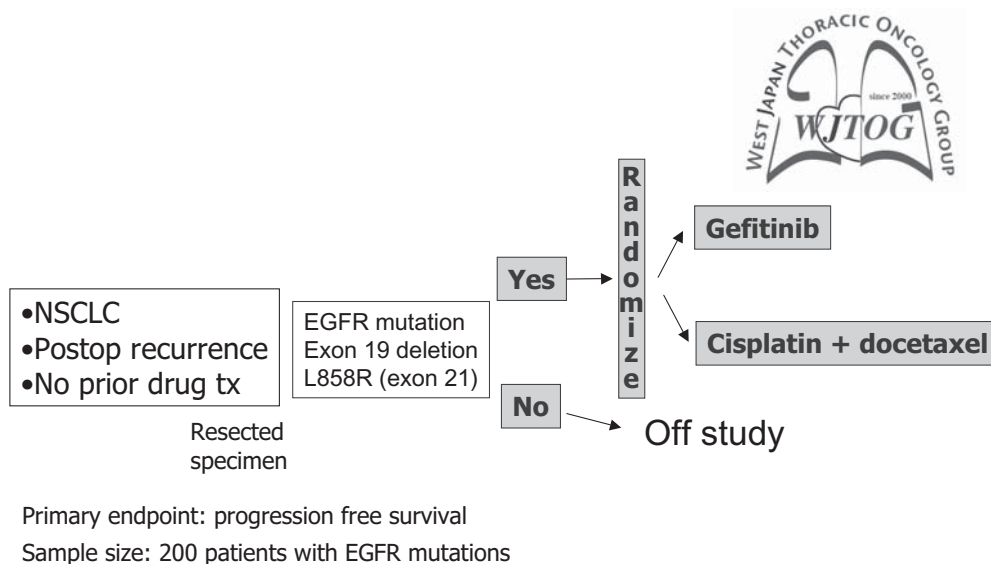 WEST JAPAN THORACIC ONCOLOGY GROUP
since 2000
WJTOG
Randomize
Gefitinib
Yes
•NSCLC
•Postop recurrence
•No prior drug tx
EGFR mutation
Exon 19 deletion
L858R (exon 21)
Cisplatin + docetaxel
No
Off study
Resected
specimen
Primary endpoint: progression free survival
Sample size: 200 patients with EGFR mutations